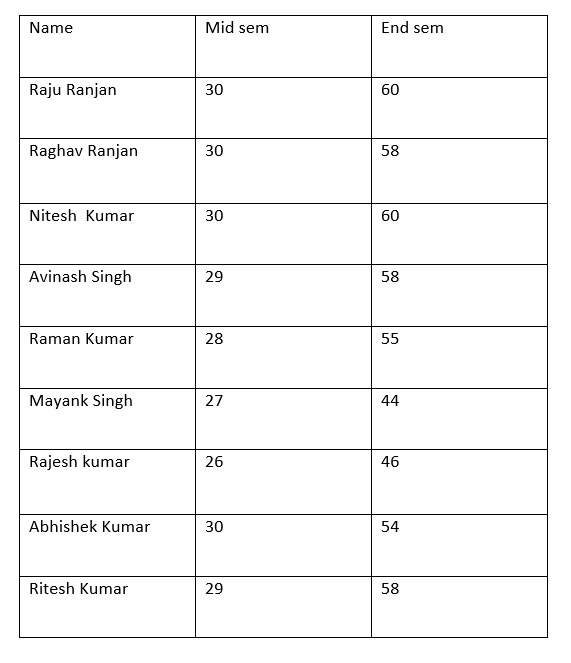 Name Mid sem End sem
Raju Ranjan 30 60
Raghav Ranjan 30 58
Nitesh  Kumar 30 60
Avinash Singh 29 58
Raman Kumar 28 55
Mayank Singh 27 44
Rajesh kumar 26 46
Abhishek Kumar 30 54
Ritesh Kumar 29 58